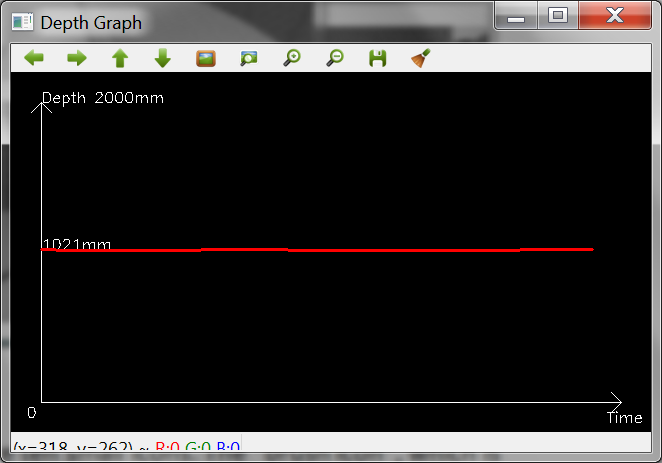 Depth Graph
Depth 2000mm
1021mm
0
Time
(x=318, y=262) ~ R:0 G:0 B:0